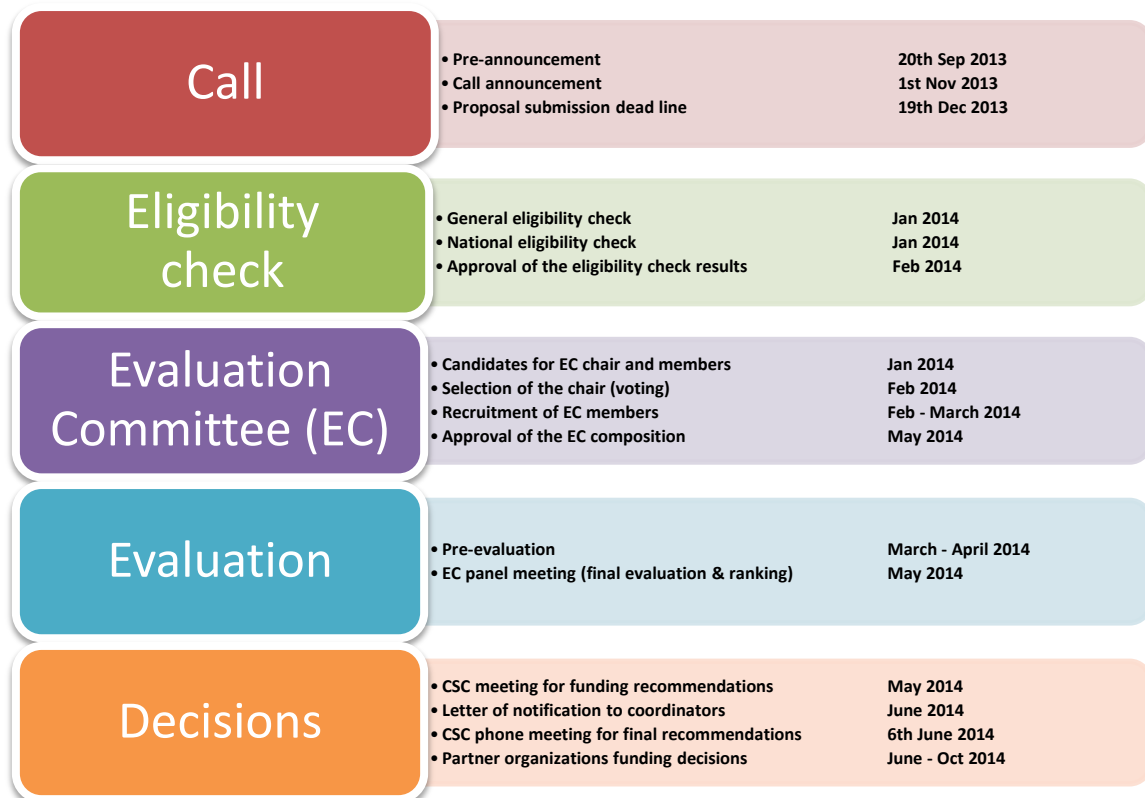 Call
• Pre-announcement 20th Sep 2013
• Call announcement 1st Nov 2013
• Proposal submission dead line 19th Dec 2013
Eligibility
check
• General eligibility check Jan 2014
• National eligibility check Jan 2014
• Approval of the eligibility check results Feb 2014
Evaluation
Committee (EC)
• Candidates for EC chair and members Jan 2014
• Selection of the chair (voting) Feb 2014
• Recruitment of EC members Feb - March 2014
• Approval of the EC composition May 2014
Evaluation
• Pre-evaluation March - April 2014
• EC panel meeting (final evaluation & ranking) May 2014
Decisions
• CSC meeting for funding recommendations May 2014
• Letter of notification to coordinators June 2014
• CSC phone meeting for final recommendations 6th June 2014
• Partner organizations funding decisions June - Oct 2014